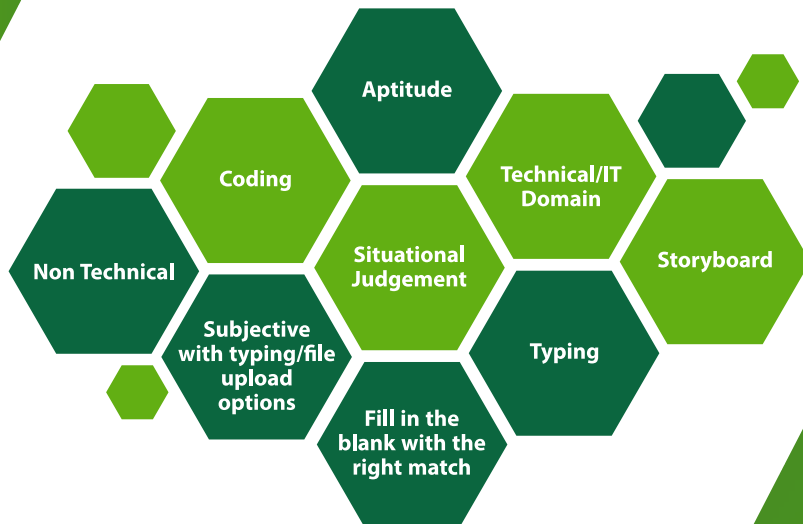 Aptitude
Coding
Technical/IT
Domain
Non Technical
Situational
Judgement
Storyboard
Subjective
with typing/file
upload
options
Typing
Fill in the
blank with the
right match